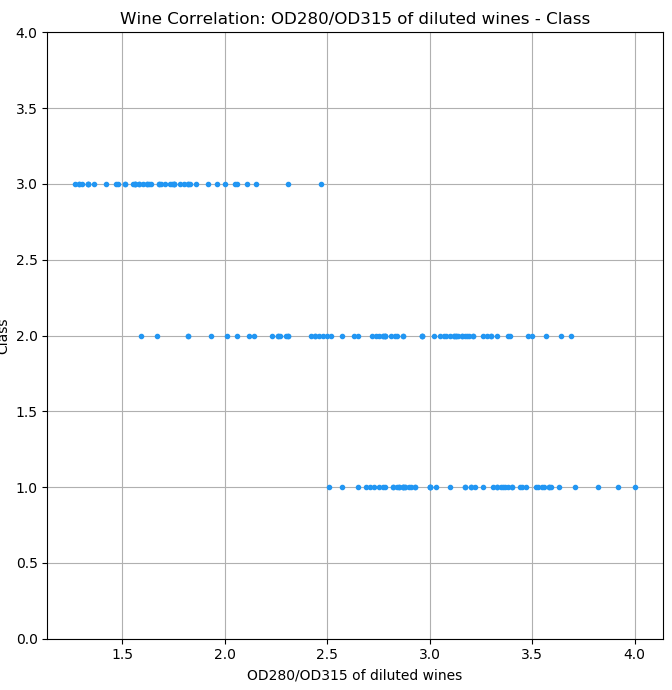 Wine Correlation: OD280/OD315 of diluted wines - Class
4.0
3.5
3.0
2.5
2.0
1.5
1.0
0.5
0.0
Class
1.5 2.0 2.5 3.0 3.5 4.0
OD280/OD315 of diluted wines